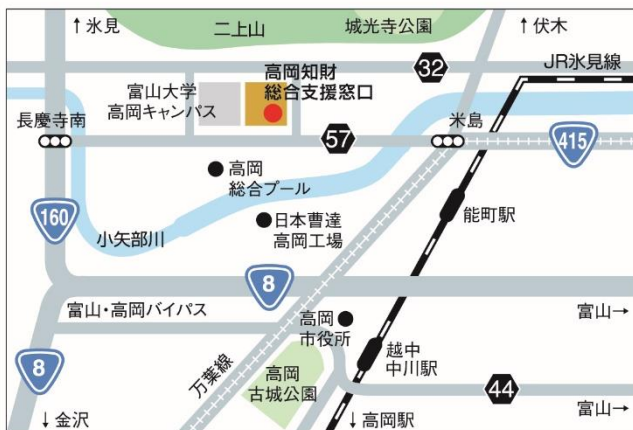 ↑氷見
二上山
城光寺公園
↑伏木
JR氷見線
富山大学
高岡キャンパス
高岡知財
総合支援窓口
32
長慶寺南
57
米島
415
高岡
総合プール
160
小矢部川
日本曹達
高岡工場
能町駅
8
富山・高岡バイパス
富山→
高岡
市役所
8
万葉線
越中
中川駅
高岡
古城公園
44
↓金沢
↓高岡駅
富山→